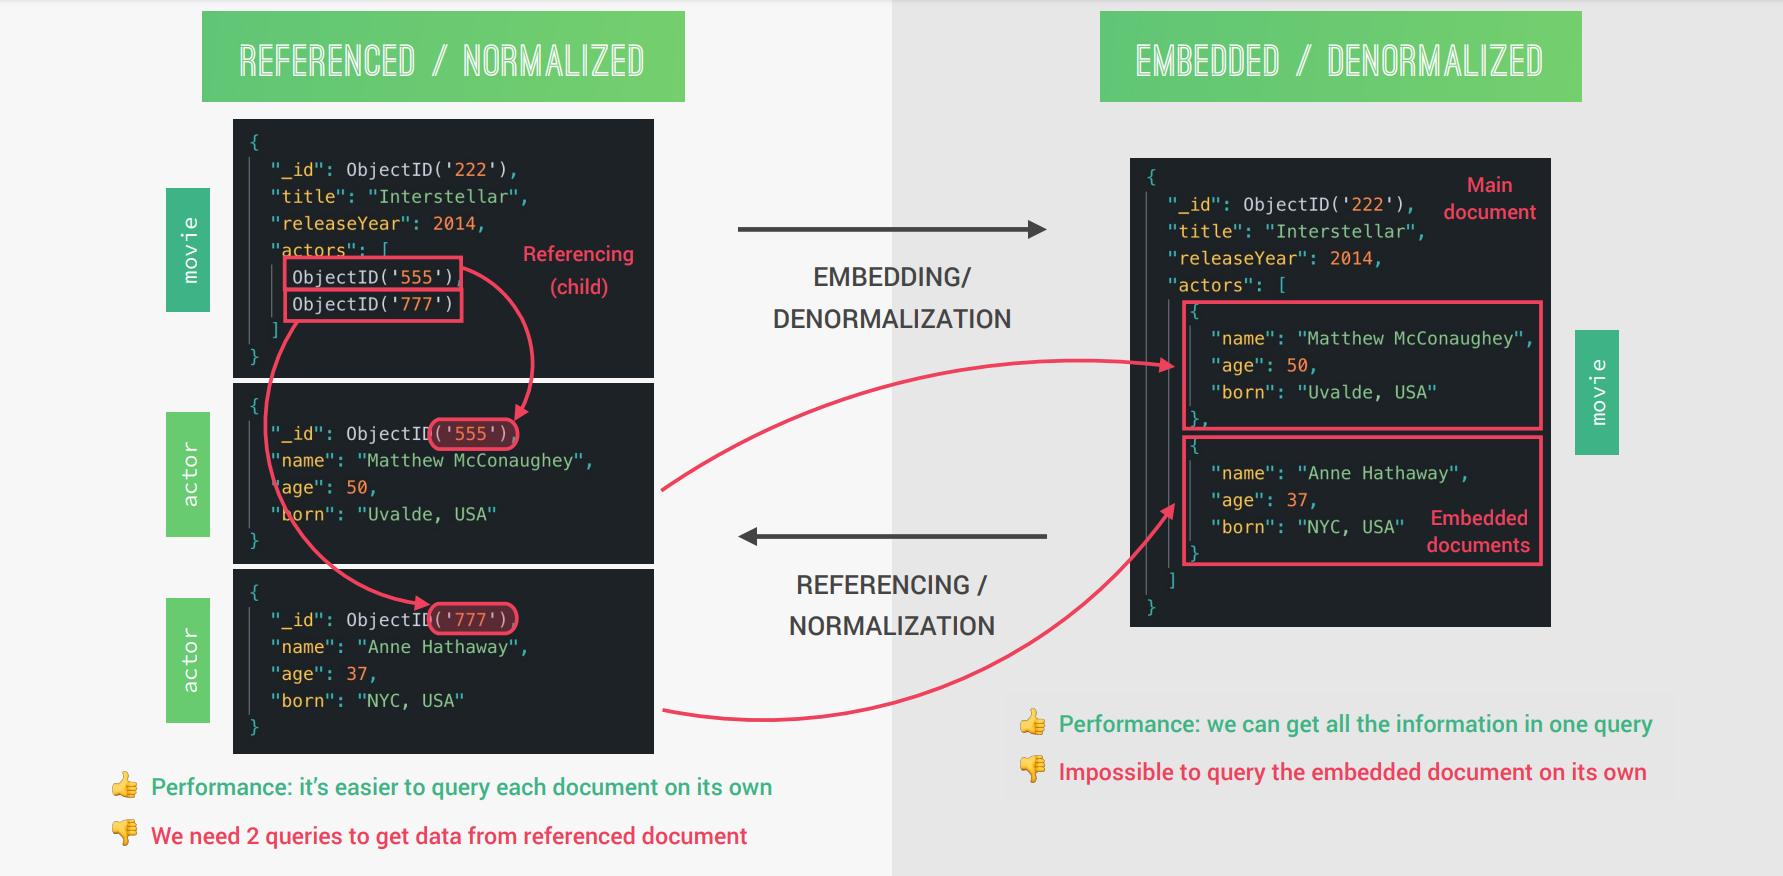 REFERENCED / NORMALIZED
movie
{
"_id": ObjectID('222'),
"title": "Interstellar",
"releaseYear": 2014,
"actors": [
ObjectID('555'),
ObjectID('777')
]
}
Referencing
(child)
actor
{
"_id": ObjectID('555'),
"name": "Matthew McConaughey",
"age": 50,
"born": "Uvalde, USA"
}
actor
{
"_id": ObjectID('777'),
"name": "Anne Hathaway",
"age": 37,
"born": "NYC, USA"
}
👍 Performance: it’s easier to query each document on its own
👎 We need 2 queries to get data from referenced document
EMBEDDING/
DENORMALIZATION
REFERENCING /
NORMALIZATION
EMBEDDED / DENORMALIZED
{
"_id": ObjectID('222'),
"title": "Interstellar",
"releaseYear": 2014,
"actors": [
{
"name": "Matthew McConaughey",
"age": 50,
"born": "Uvalde, USA"
},
{
"name": "Anne Hathaway",
"age": 37,
"born": "NYC, USA"
}
]
}
Main
document
Embedded
documents
movie
👍 Performance: we can get all the information in one query
👎 Impossible to query the embedded document on its own